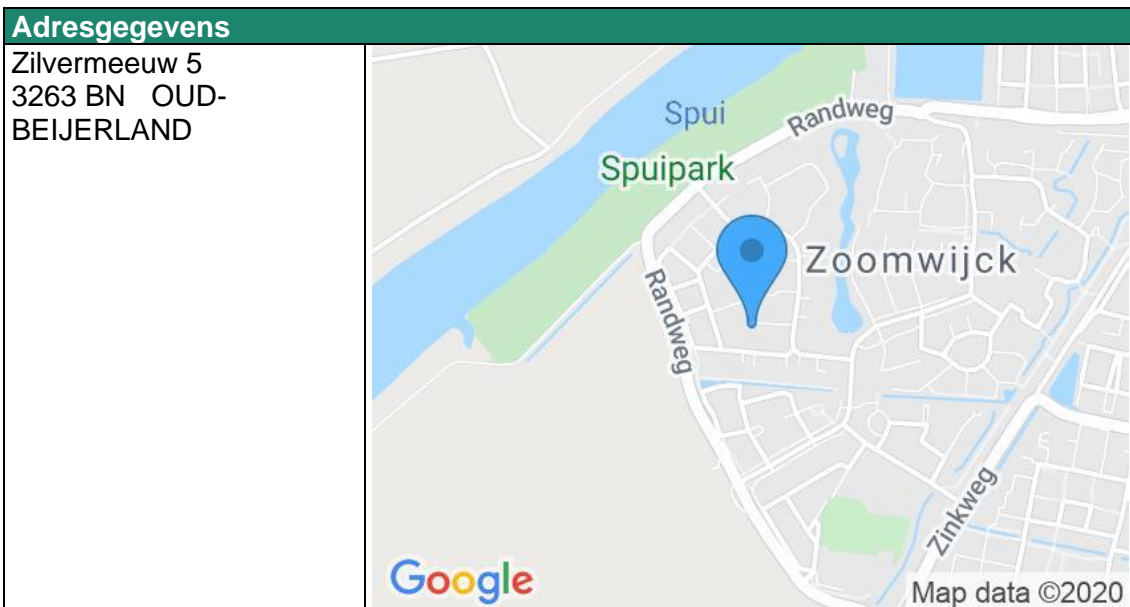 Adresgegevens
Zilvermeeuw 5
3263 BN OUD-
BEIJERLAND
Spui
Randweg
Spuipark
Zoomwijck
Randweg
Zinkweg
Google
Map data ©2020